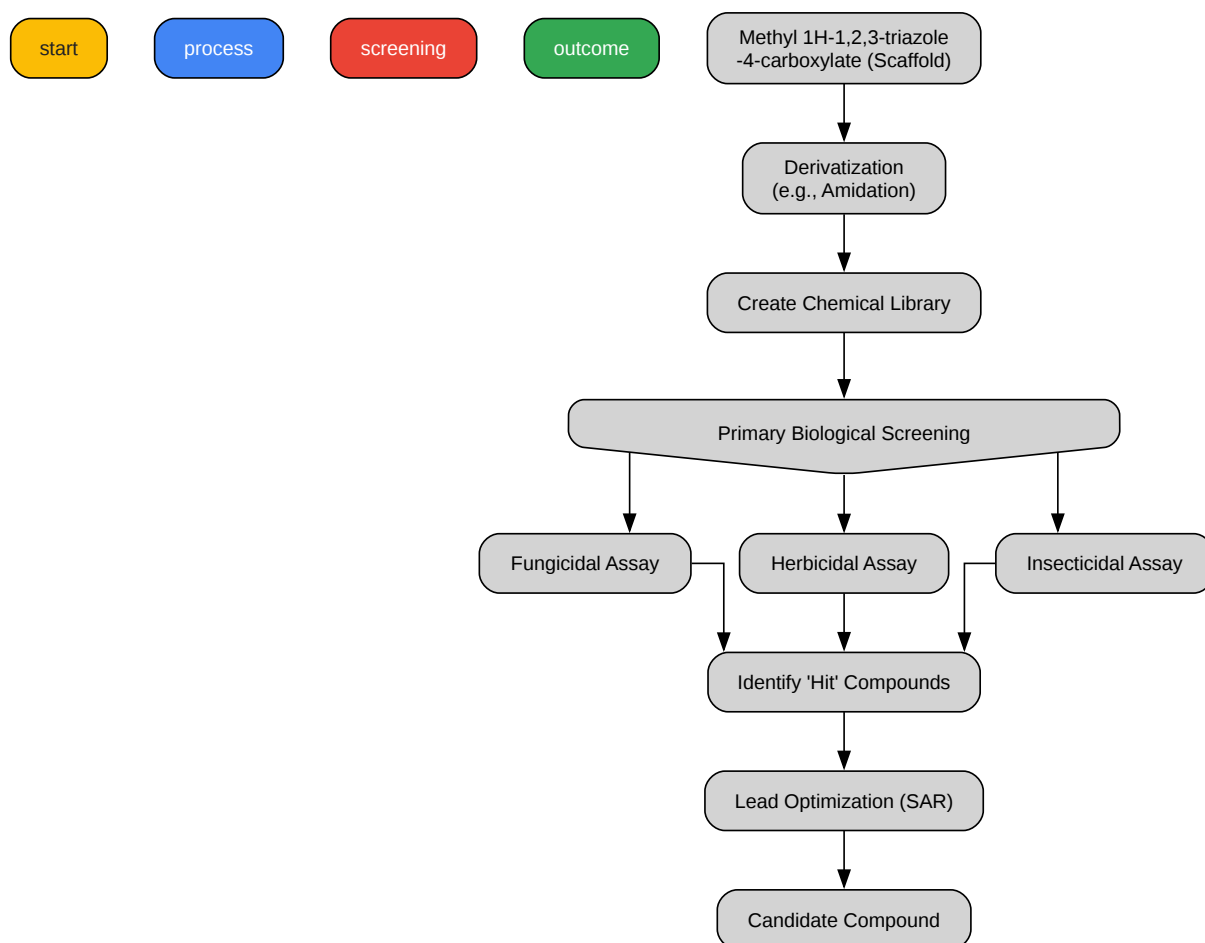 start
process
screening
outcome
Methyl 1H-1,2,3-triazole
-4-carboxylate (Scaffold)
Derivatization
(e.g., Amidation)
Create Chemical Library
Primary Biological Screening
Fungicidal Assay
Herbicidal Assay
Insecticidal Assay
Identify 'Hit' Compounds
Lead Optimization (SAR)
Candidate Compound